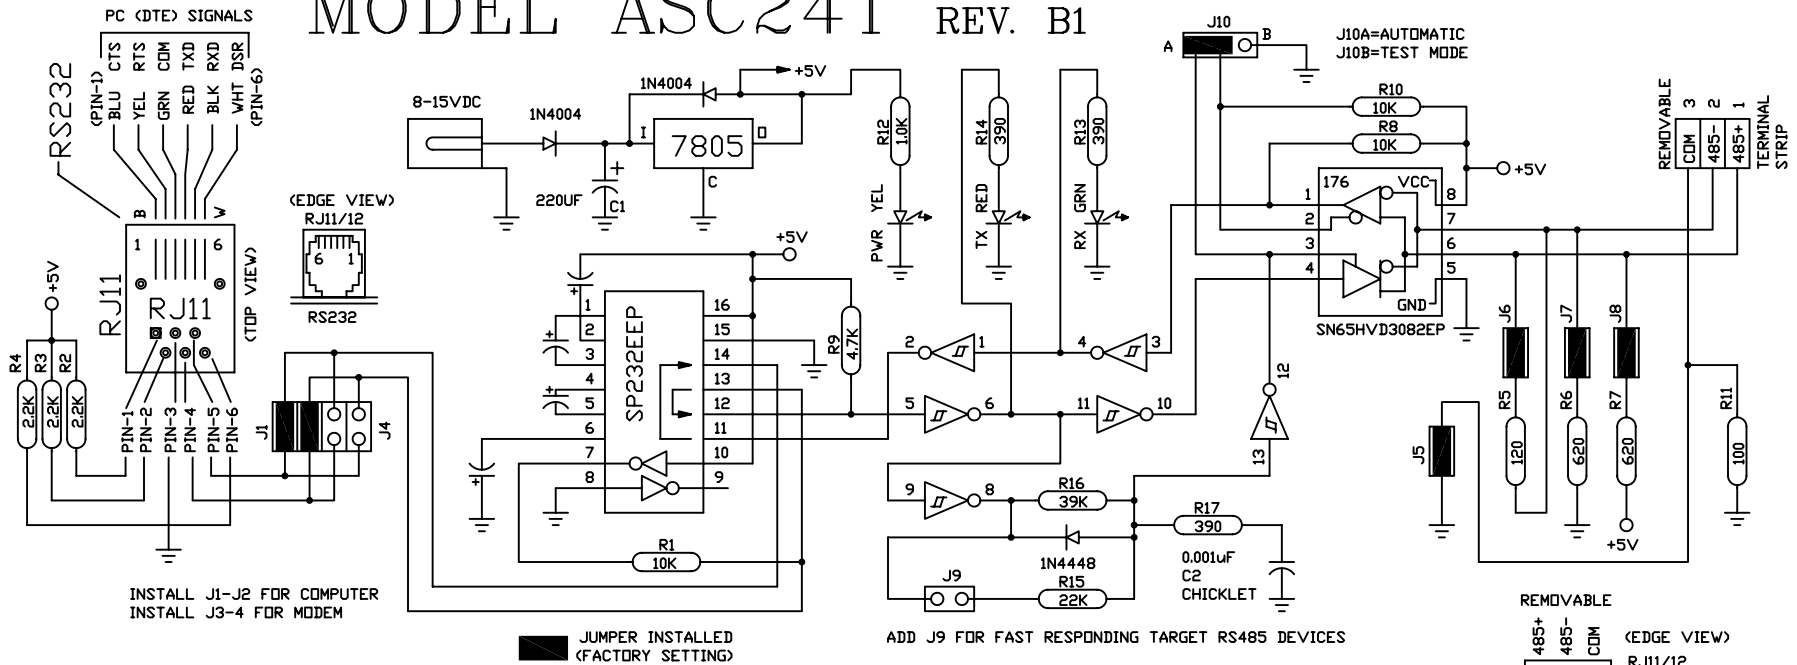 MODEL ASC241 REV. B1
PC (DTE) SIGNALS
RS232
(PIN-1)
BLU CTS
YEL RTS
GRN COM
RED TXD
BLK RXD
WHT DSR
(PIN-6)
B
W
1 6
RJ11
RJ11
(TOP VIEW)
(EDGE VIEW)
RJ11/12
6 1
RS232
+5V
R4
R3
R2
2.2K
2.2K
2.2K
PIN-1
PIN-2
PIN-3
PIN-4
PIN-5
PIN-6
J1
J4
INSTALL J1-J2 FOR COMPUTER
INSTALL J3-4 FOR MODEM
8-15VDC
1N4004
1N4004
+5V
I
7805
O
C
+
220UF
C1
R12
1.0K
PWR YEL
R14
390
TX RED
R13
390
RX GRN
+5V
+
+
+
+
SP232EEP
1
2
3
4
5
6
7
8
16
15
14
13
12
11
10
9
R9
4.7K
R1
10K
2
1
4
3
5
6
11
10
9
8
12
13
R16
39K
1N4448
R15
22K
J9
R17
390
0.001uF
C2
CHICKLET
ADD J9 FOR FAST RESPONDING TARGET RS485 DEVICES
JUMPER INSTALLED
(FACTORY SETTING)
J10
A
B
J10A=AUTOMATIC
J10B=TEST MODE
R10
10K
R8
10K
+5V
176
VCC
GND
1
2
3
4
8
7
6
5
SN65HVD3082EP
J6
J7
J8
R5
120
R6
620
R7
620
+5V
J5
R11
100
REMOVABLE
3
2
1
COM
485-
485+
TERMINAL
STRIP
REMOVABLE
485+
485-
COM
(EDGE VIEW)
RJ11/12